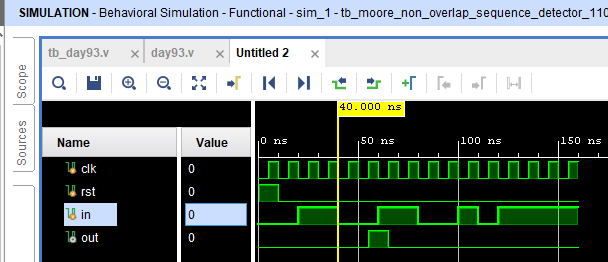 SIMULATION - Behavioral Simulation - Functional - sim_1 - tb_moore_non_overlap_sequence_detector_110
tb_day93.v × day93.v × Untitled 2 ×
Scope
Sources
40.000 ns
Name Value
0 ns 50 ns 100 ns 150 ns
clk 0
rst 0
in 0
out 0